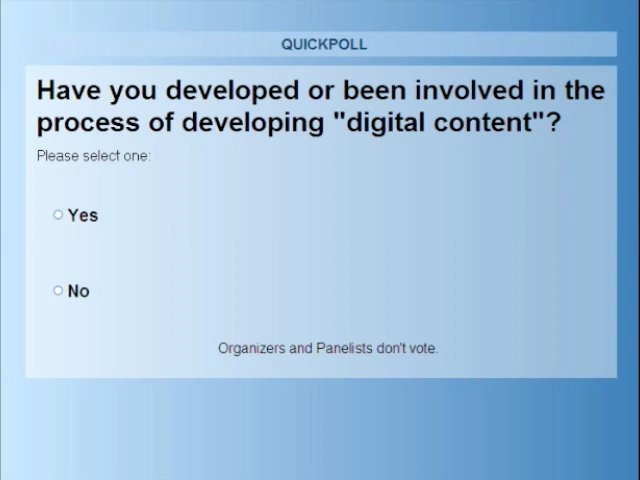 QUICKPOLL
Have you developed or been involved in the
process of developing "digital content"?
Please select one:
Yes
No
Organizers and Panelists don't vote.